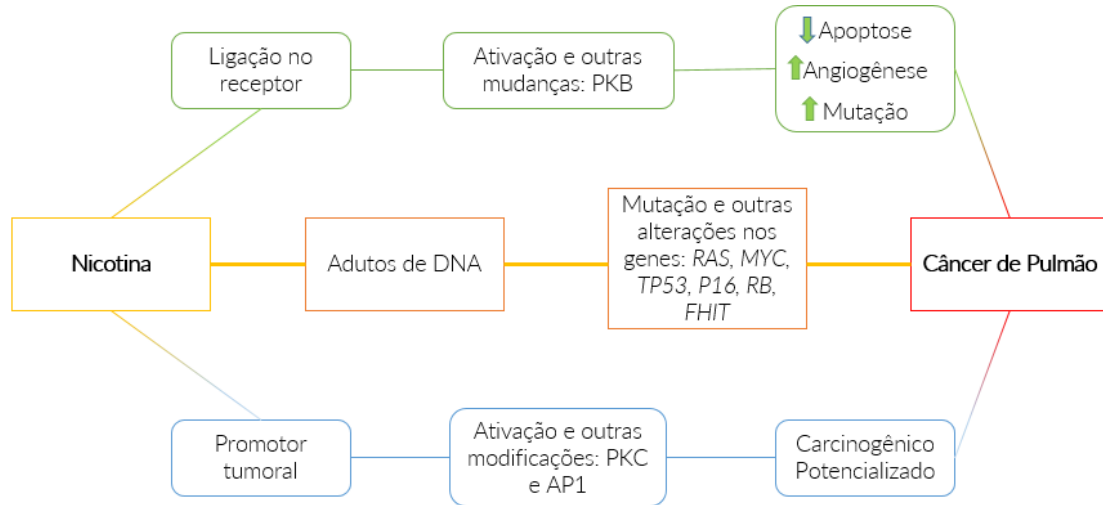 Ligação no
receptor
Ativação e outras
mudanças: PKB
Apoptose
Angiogênese
Mutação
Nicotina
Adutos de DNA
Mutação e outras
alterações nos
genes: RAS, MYC,
TP53, P16, RB,
FHIT
Câncer de Pulmão
Promotor
tumoral
Ativação e outras
modificações: PKC
e AP1
Carcinogênico
Potencializado